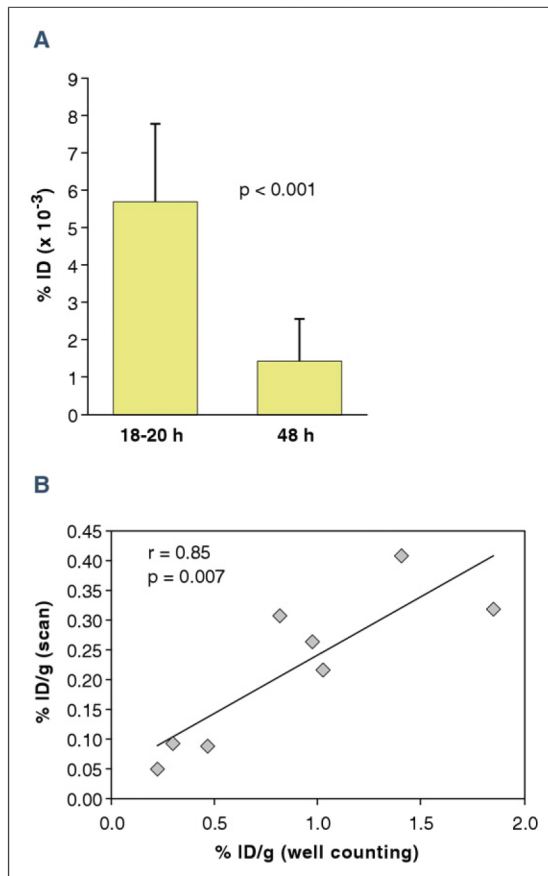 A
9
8
7
6
5
4
3
2
1
0
% ID (x 10-3)
p < 0.001
18-20 h 48 h
B
0.45
0.40
0.35
0.30
0.25
0.20
0.15
0.10
0.05
0.00
% ID/g (scan)
r = 0.85
p = 0.007
0.0 0.5 1.0 1.5 2.0
% ID/g (well counting)